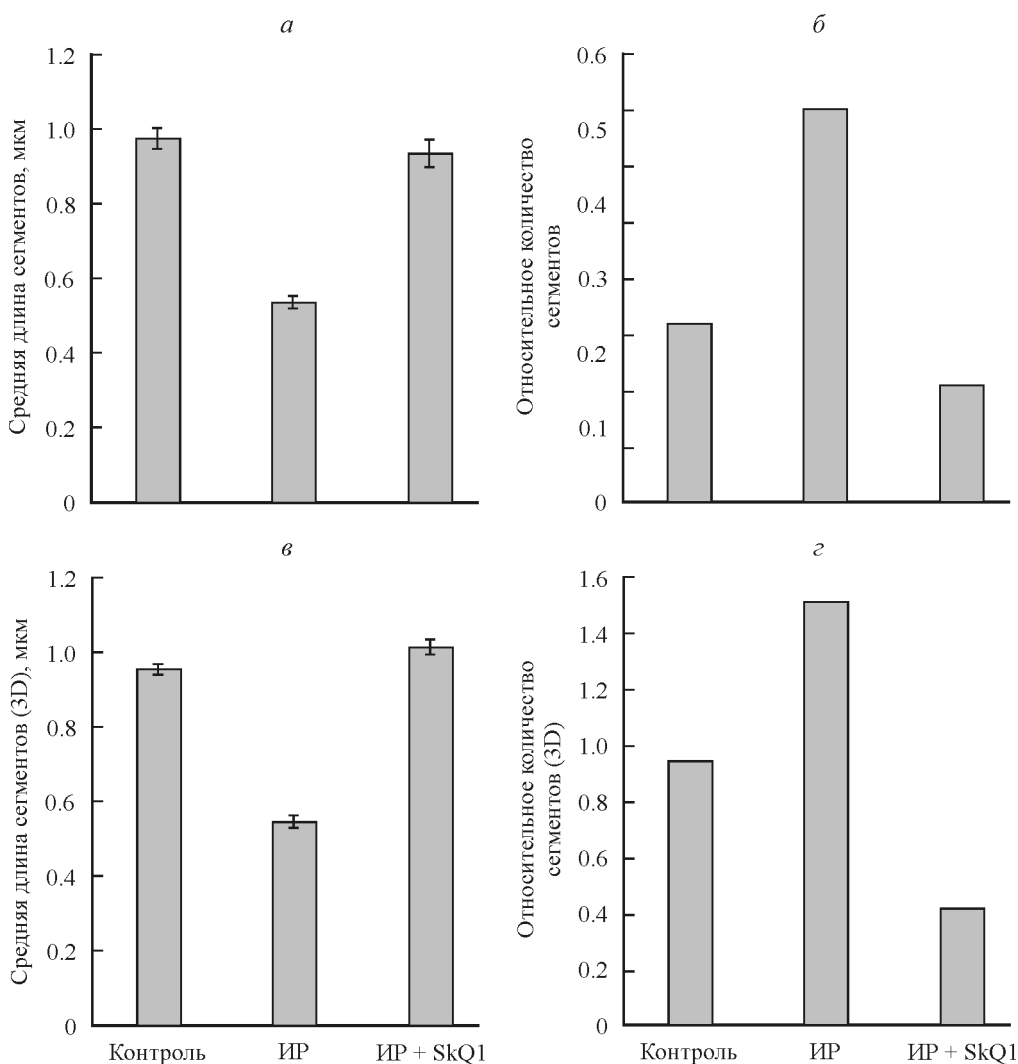 а
Средняя длина сегментов, мкм
1.2
1.0
0.8
0.6
0.4
0.2
0
б
Относительное количество
сегментов
0.6
0.5
0.4
0.3
0.2
0.1
0
в
Средняя длина сегментов (3D), мкм
1.2
1.0
0.8
0.6
0.4
0.2
0
Контроль
ИР
ИР + SkQ1
г
Относительное количество
сегментов (3D)
1.6
1.4
1.2
1.0
0.8
0.6
0.4
0.2
0
Контроль
ИР
ИР + SkQ1